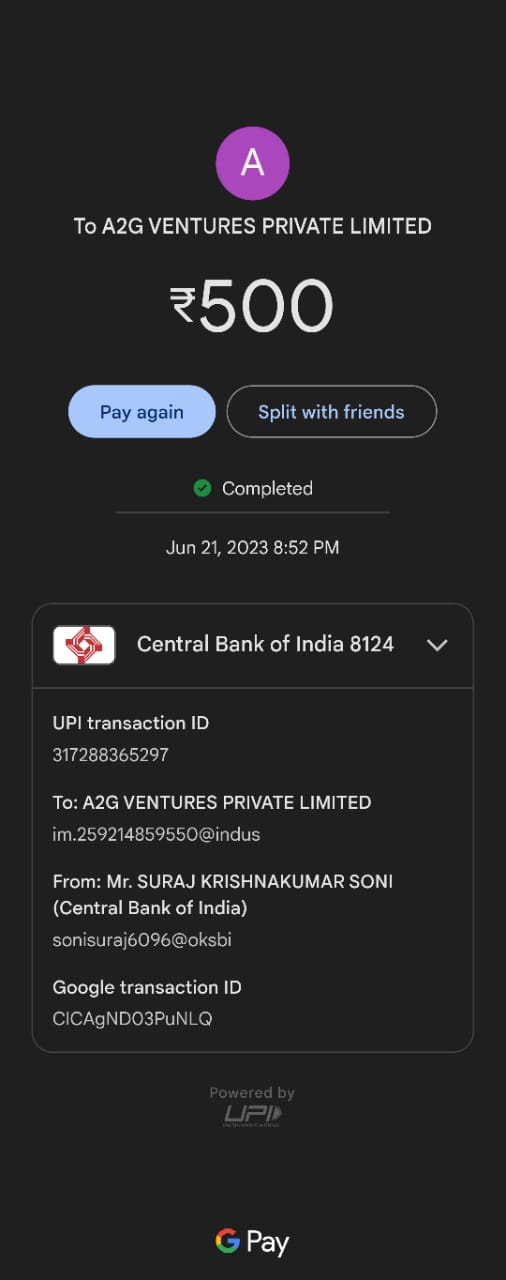 A
To A2G VENTURES PRIVATE LIMITED
₹500
Pay again
Split with friends
Completed
Jun 21, 2023 8:52 PM
Central Bank of India 8124
UPI transaction ID
317288365297
To: A2G VENTURES PRIVATE LIMITED
im.259214859550@indus
From: Mr. SURAJ KRISHNAKUMAR SONI
(Central Bank of India)
sonisuraj6096@oksbi
Google transaction ID
CICAgND03PuNLQ
Powered by
UPI
G Pay